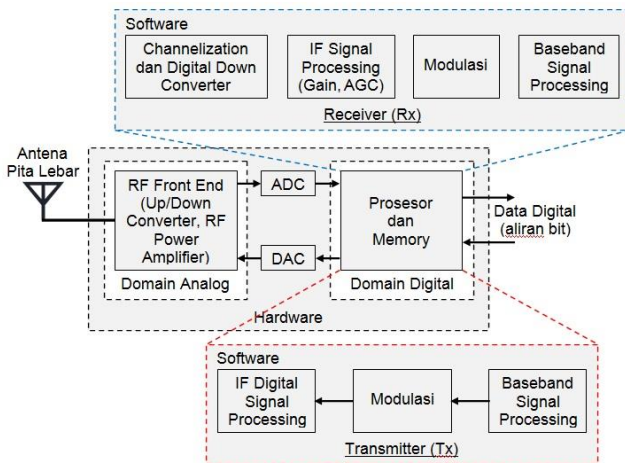 Software
Channelization
dan Digital Down
Converter
IF Signal
Processing
(Gain, AGC)
Modulasi
Baseband
Signal
Processing
Receiver (Rx)
Antena
Pita Lebar
RF Front End
(Up/Down
Converter, RF
Power
Amplifier)
Domain Analog
ADC
DAC
Prosesor
dan
Memory
Domain Digital
Data Digital
(aliran bit)
Hardware
Software
IF Digital
Signal
Processing
Modulasi
Baseband
Signal
Processing
Transmitter (Tx)